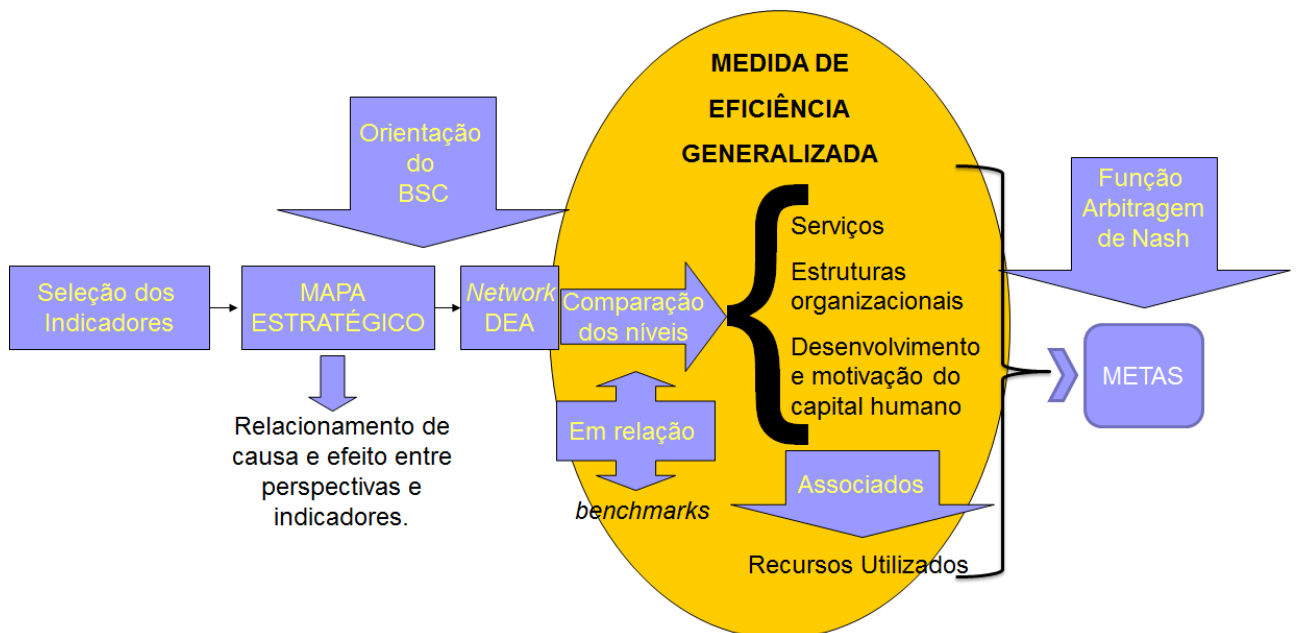 MEDIDA DE
EFICIÊNCIA
GENERALIZADA
Orientação
do
BSC
Função
Arbitragem
de Nash
Seleção dos
Indicadores
MAPA
ESTRATÉGICO
Network
DEA
Comparação
dos níveis
Serviços
Estruturas
organizacionais
Desenvolvimento
e motivação do
capital humano
METAS
Relacionamento de
causa e efeito entre
perspectivas e
indicadores.
Em relação
benchmarks
Associados
Recursos Utilizados